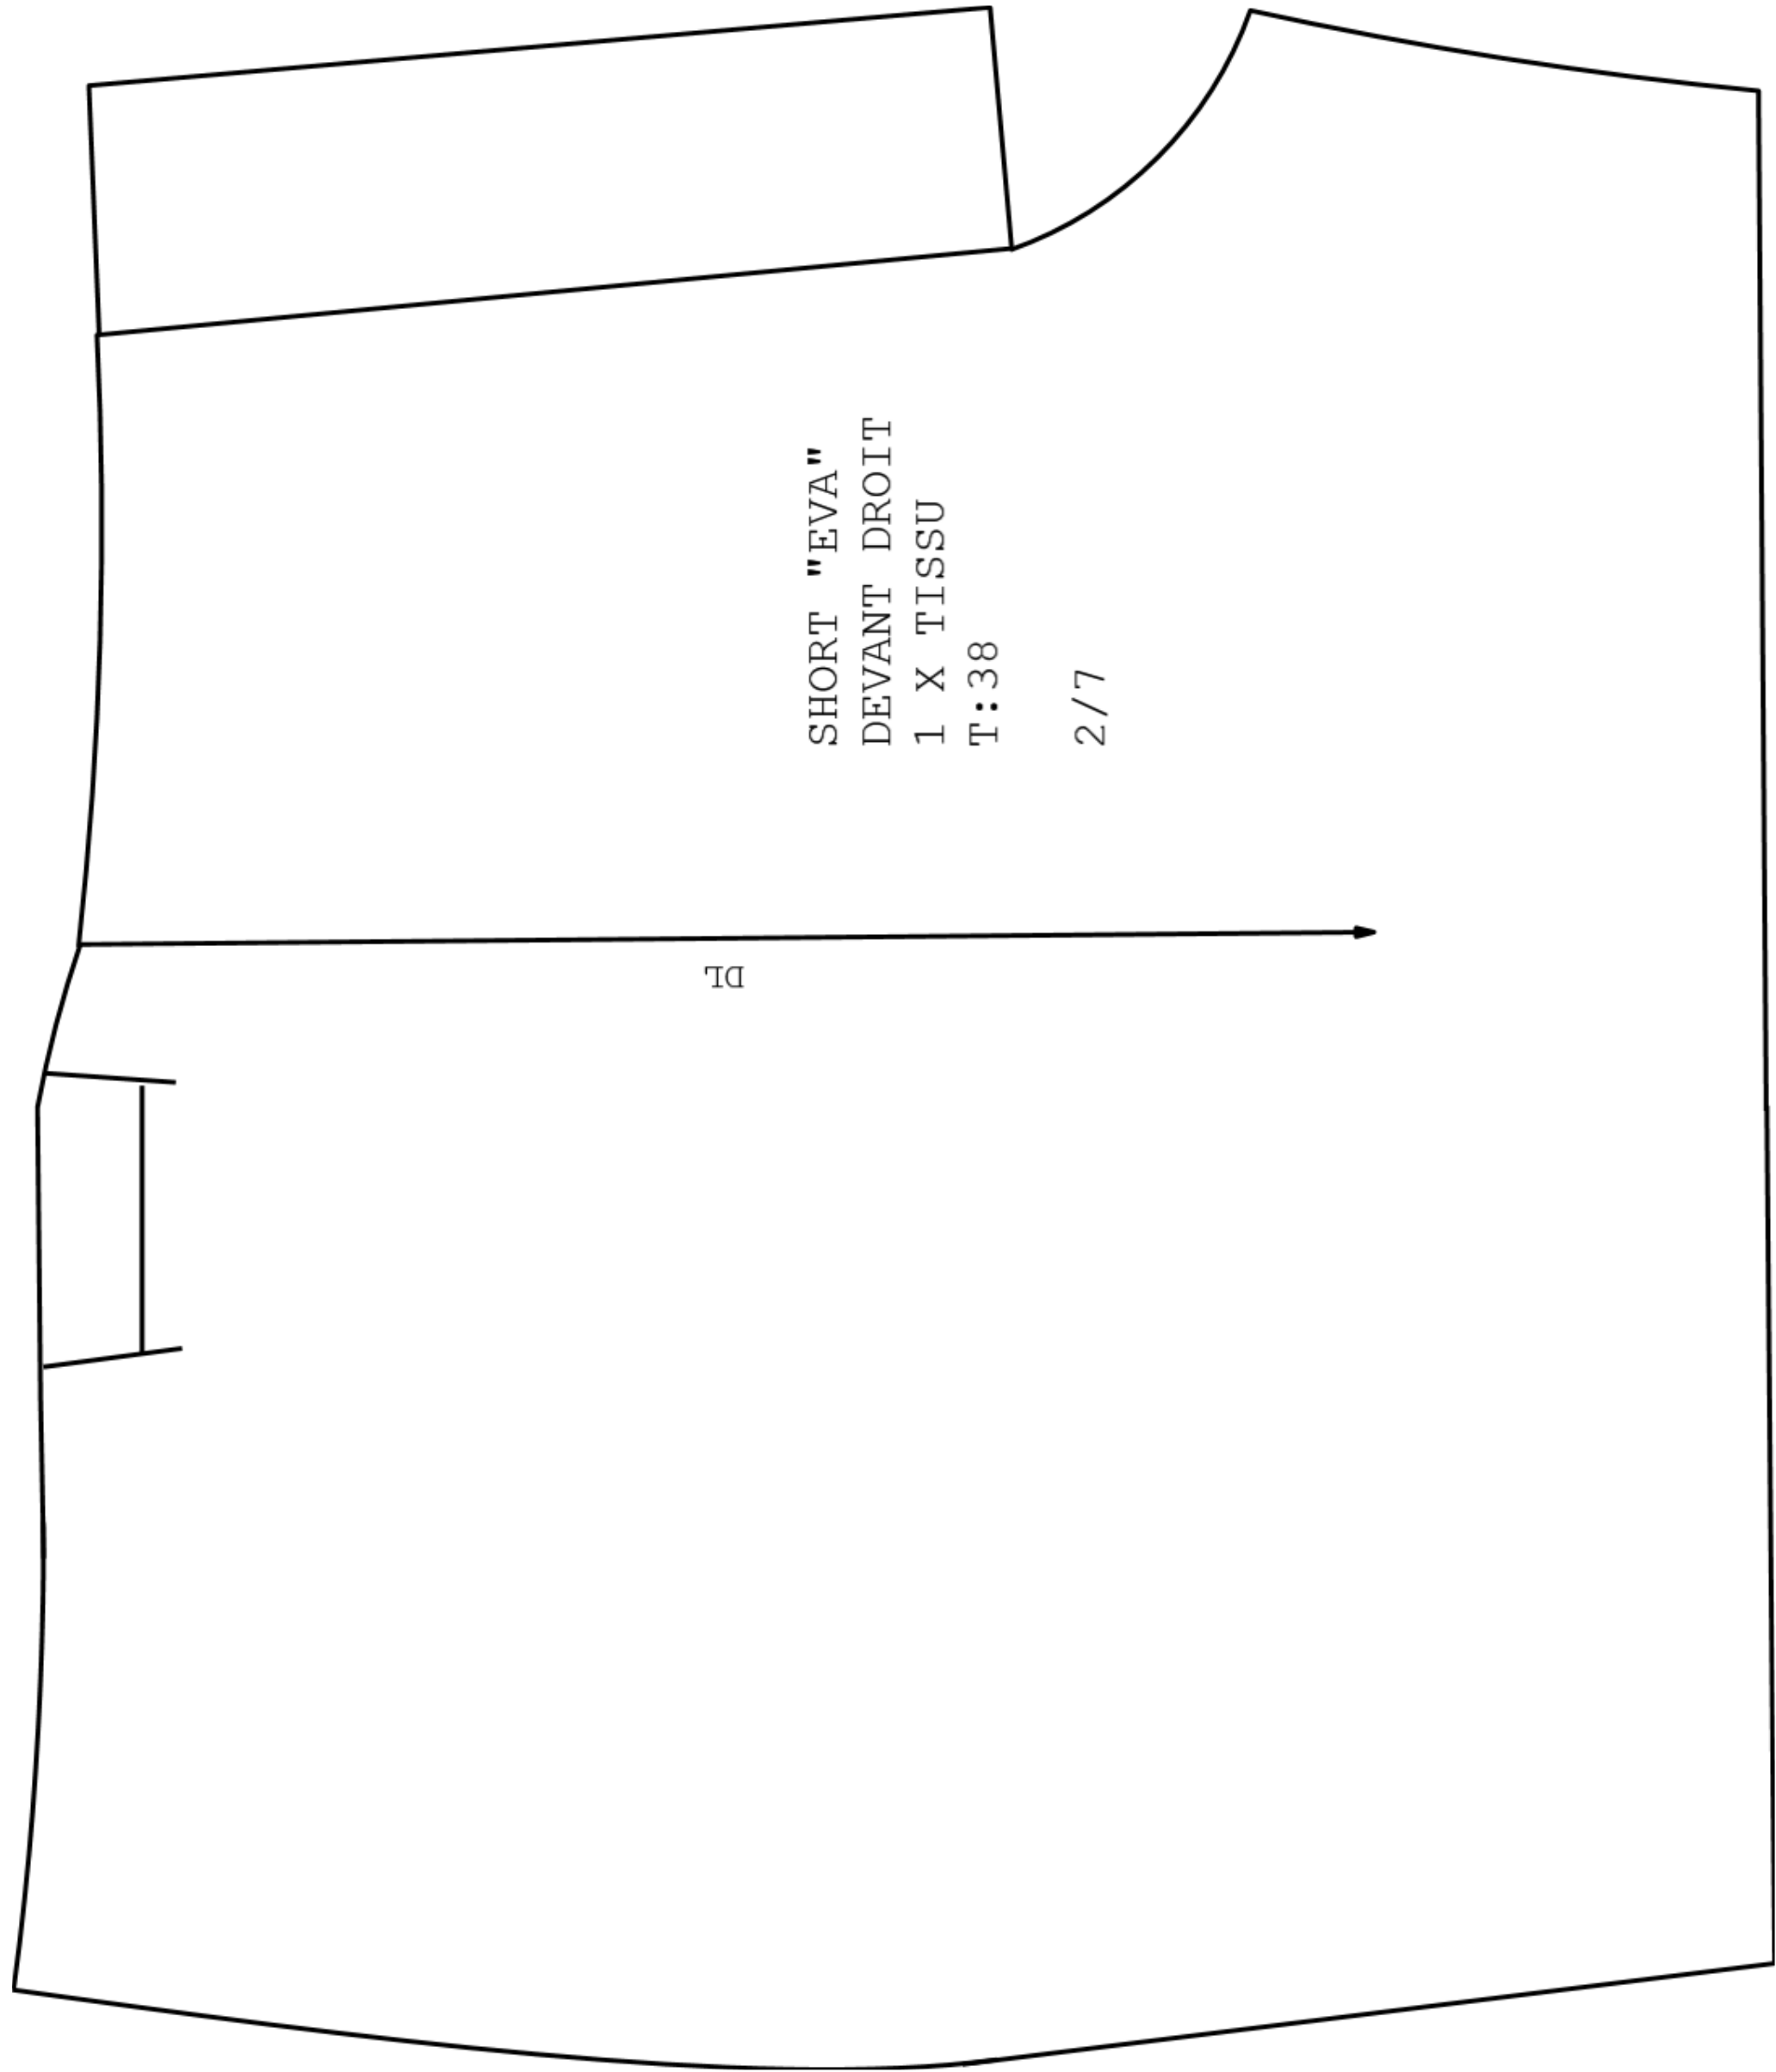 SHORT "EVA"
DEVANT DROIT
1 X TISSU
T:38
2/7
DL